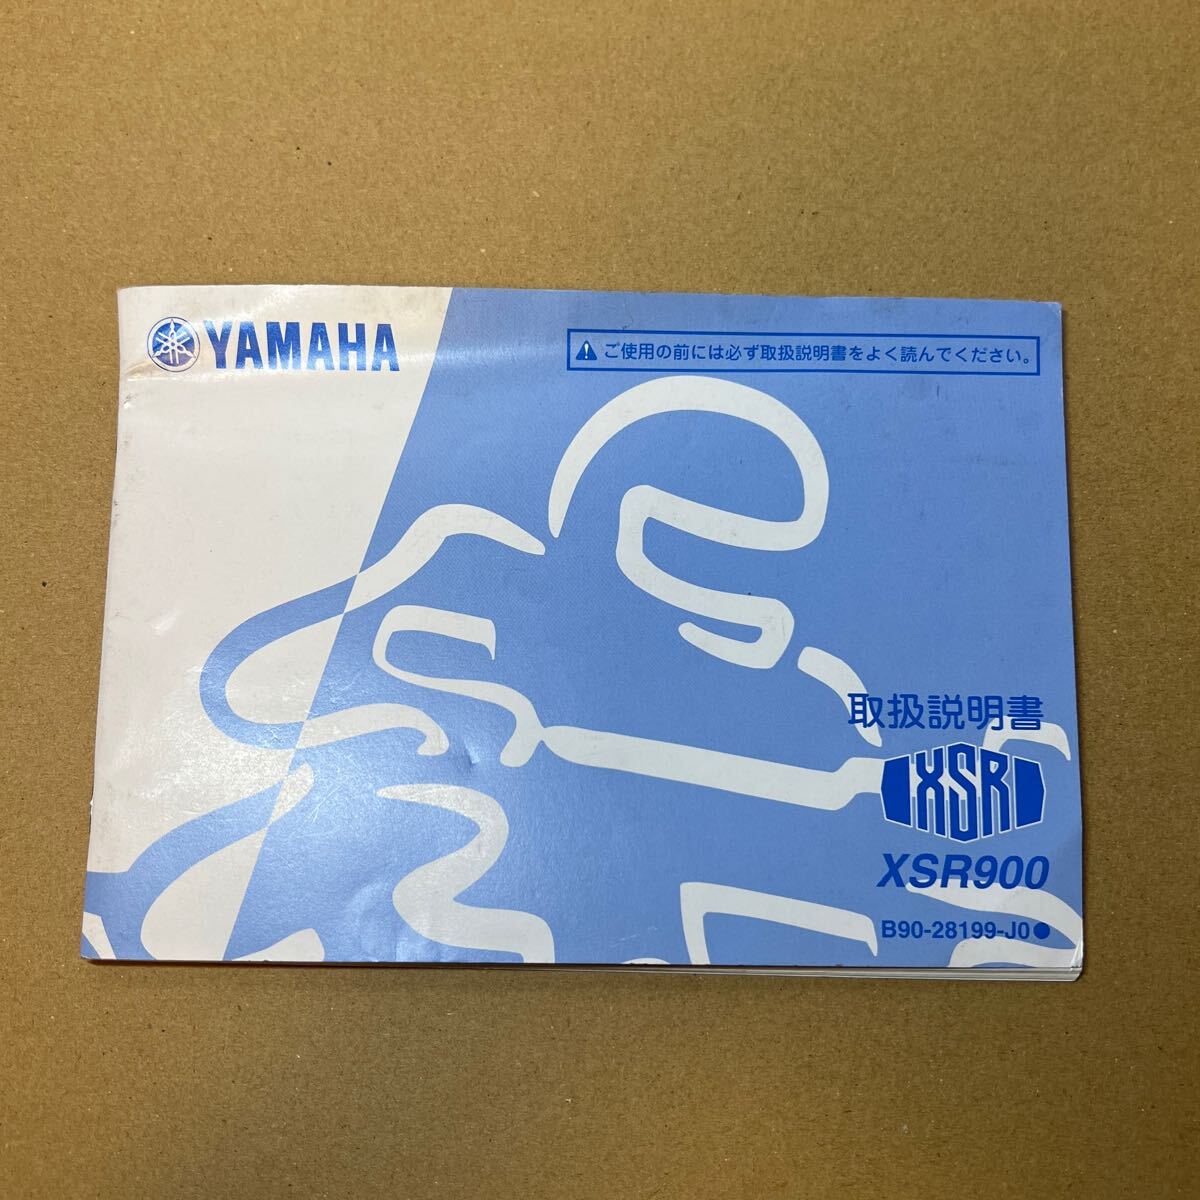 YAMAHA
ご使用の前には必ず取扱説明書をよく読んでください。
取扱説明書
XSR
XSR900
B90-28199-J0●